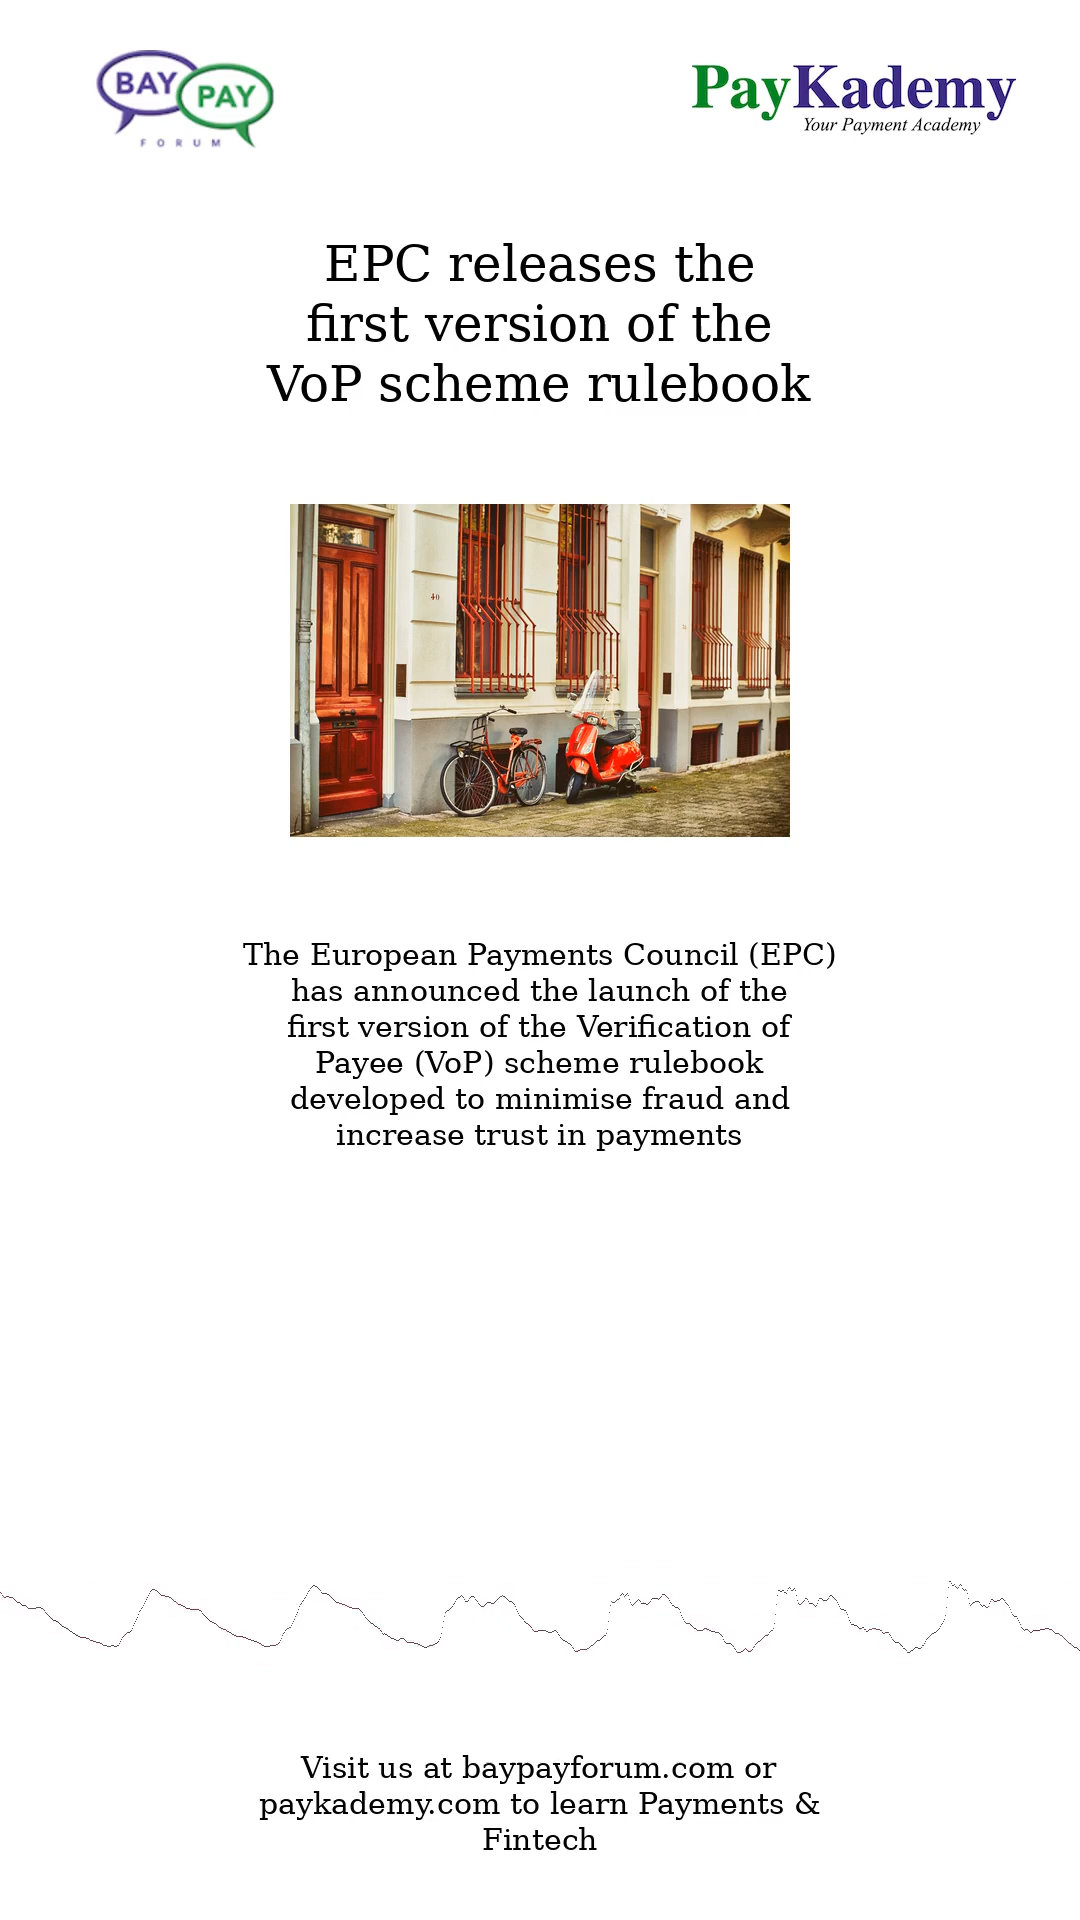 BAY PAY
FORUM
PayKademy
Your Payment Academy
EPC releases the
first version of the
VoP scheme rulebook
40
The European Payments Council (EPC)
has announced the launch of the
first version of the Verification of
Payee (VoP) scheme rulebook
developed to minimise fraud and
increase trust in payments
Visit us at baypayforum.com or
paykademy.com to learn Payments &
Fintech